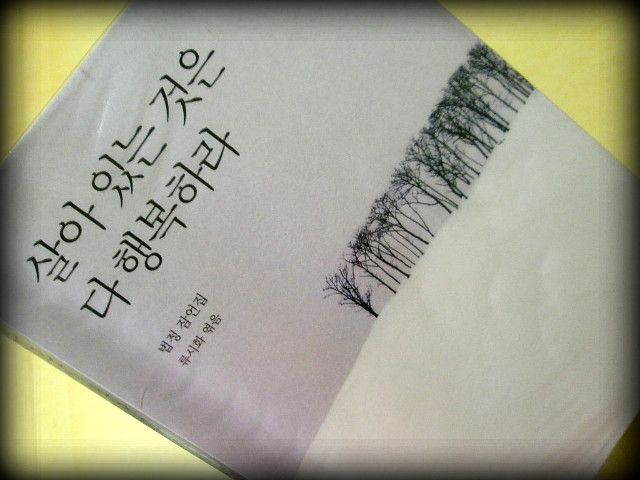 살아 있는 것은
다 행복하라
법정 잠언집
류시화 엮음